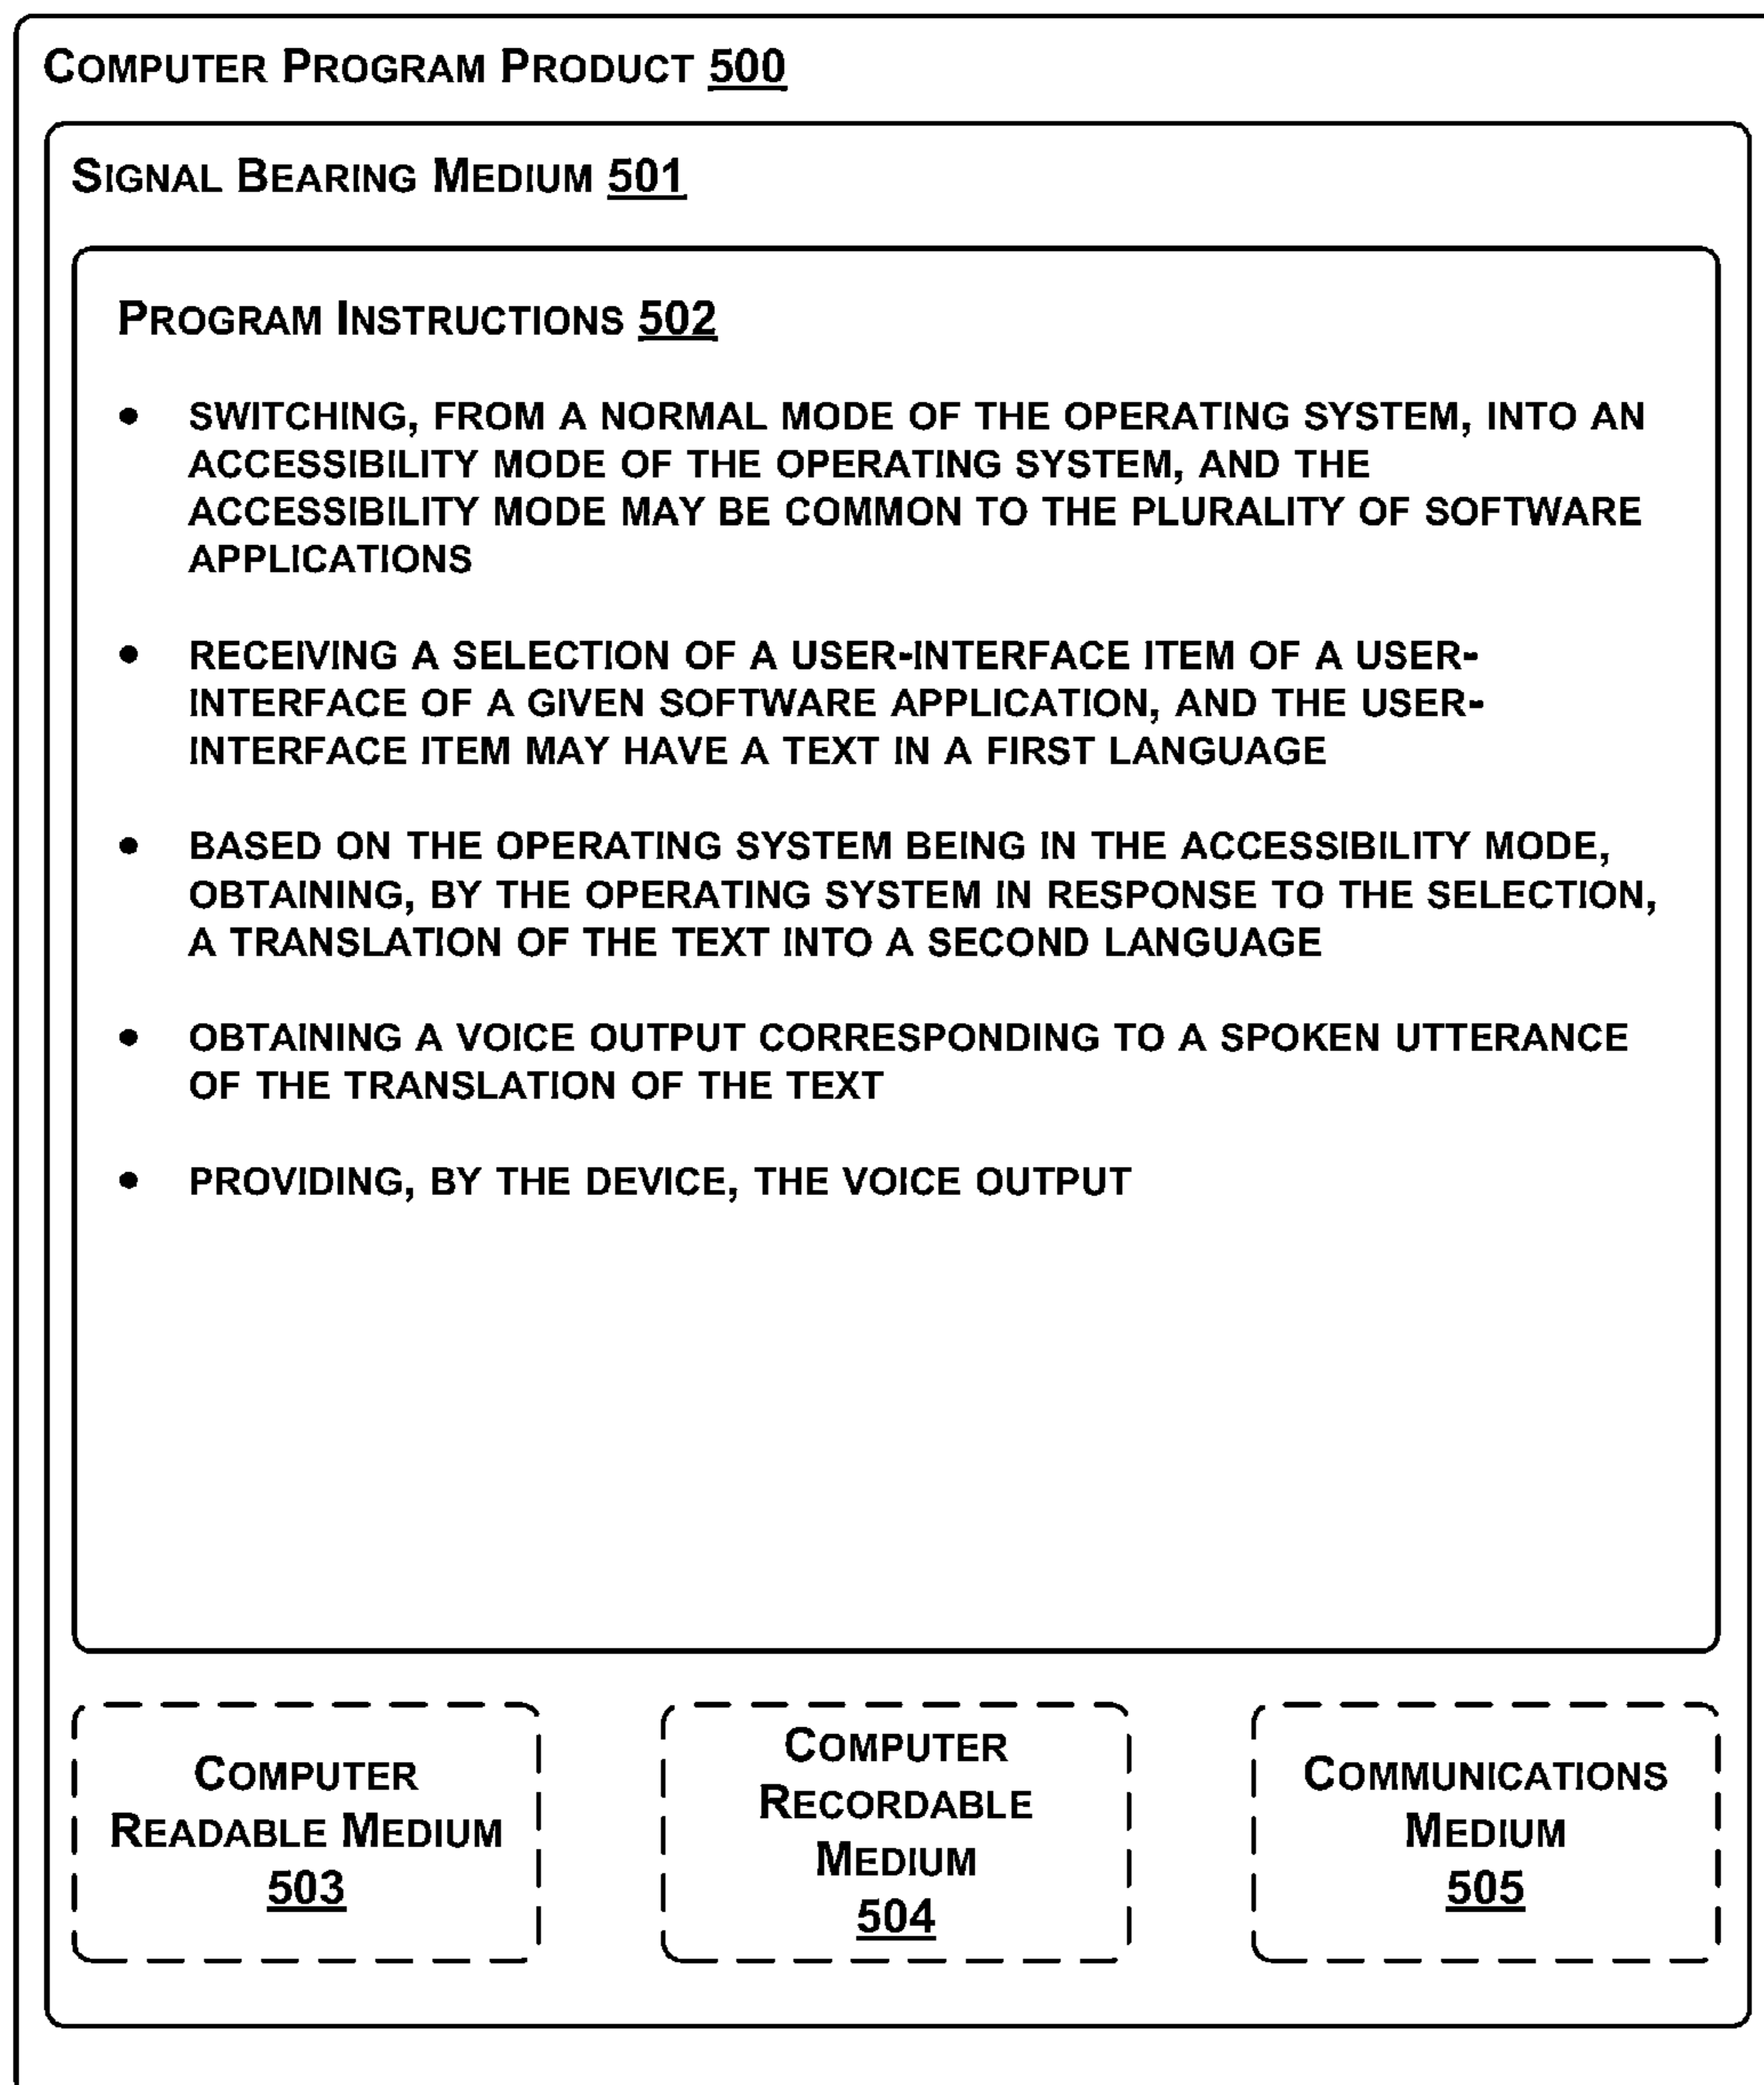 COMPUTER PROGRAM PRODUCT 500
SIGNAL BEARING MEDIUM 501
PROGRAM INSTRUCTIONS 502
• SWITCHING, FROM A NORMAL MODE OF THE OPERATING SYSTEM, INTO AN
ACCESSIBILITY MODE OF THE OPERATING SYSTEM, AND THE
ACCESSIBILITY MODE MAY BE COMMON TO THE PLURALITY OF SOFTWARE
APPLICATIONS
• RECEIVING A SELECTION OF A USER-INTERFACE ITEM OF A USER-
INTERFACE OF A GIVEN SOFTWARE APPLICATION, AND THE USER-
INTERFACE ITEM MAY HAVE A TEXT IN A FIRST LANGUAGE
• BASED ON THE OPERATING SYSTEM BEING IN THE ACCESSIBILITY MODE,
OBTAINING, BY THE OPERATING SYSTEM IN RESPONSE TO THE SELECTION,
A TRANSLATION OF THE TEXT INTO A SECOND LANGUAGE
• OBTAINING A VOICE OUTPUT CORRESPONDING TO A SPOKEN UTTERANCE
OF THE TRANSLATION OF THE TEXT
• PROVIDING, BY THE DEVICE, THE VOICE OUTPUT
COMPUTER
READABLE MEDIUM
503
COMPUTER
RECORDABLE
MEDIUM
504
COMMUNICATIONS
MEDIUM
505